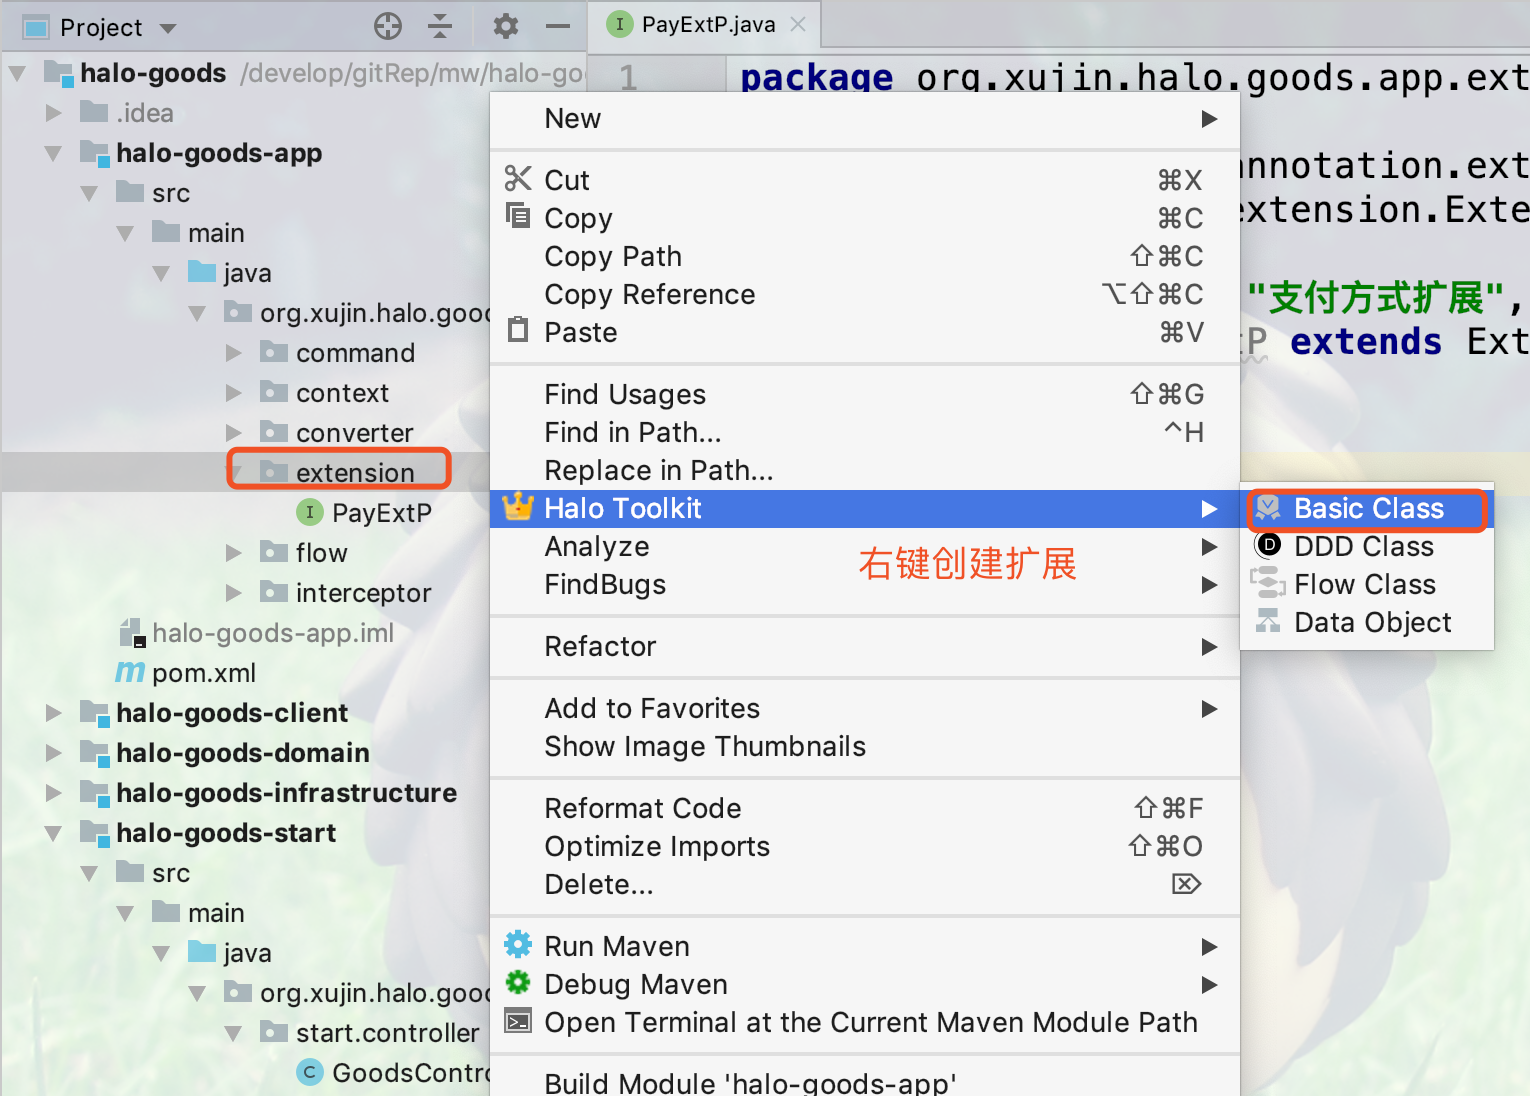 Project
PayExtP.java
halo-goods /develop/gitRep/mw/halo-go
.idea
halo-goods-app
src
main
java
org.xujin.halo.good
command
context
converter
extension
I PayExtP
flow
interceptor
halo-goods-app.iml
m pom.xml
halo-goods-client
halo-goods-domain
halo-goods-infrastructure
halo-goods-start
src
main
java
org.xujin.halo.good
start.controller
C GoodsContro
1 package org.xujin.halo.goods.app.ext
annotation.ext
extension.Exte
"支付方式扩展",
tP extends Ext
New
Cut ⌘X
Copy ⌘C
Copy Path ⇧⌘C
Copy Reference ⌥⇧⌘C
Paste ⌘V
Find Usages ⇧⌘G
Find in Path... ^H
Replace in Path...
Halo Toolkit
Analyze
FindBugs
右键创建扩展
Refactor
Add to Favorites
Show Image Thumbnails
Reformat Code ⇧⌘F
Optimize Imports ⇧⌘O
Delete... ⌦
Run Maven
Debug Maven
Open Terminal at the Current Maven Module Path
Build Module 'halo-goods-app'
Basic Class
D DDD Class
Flow Class
Data Object